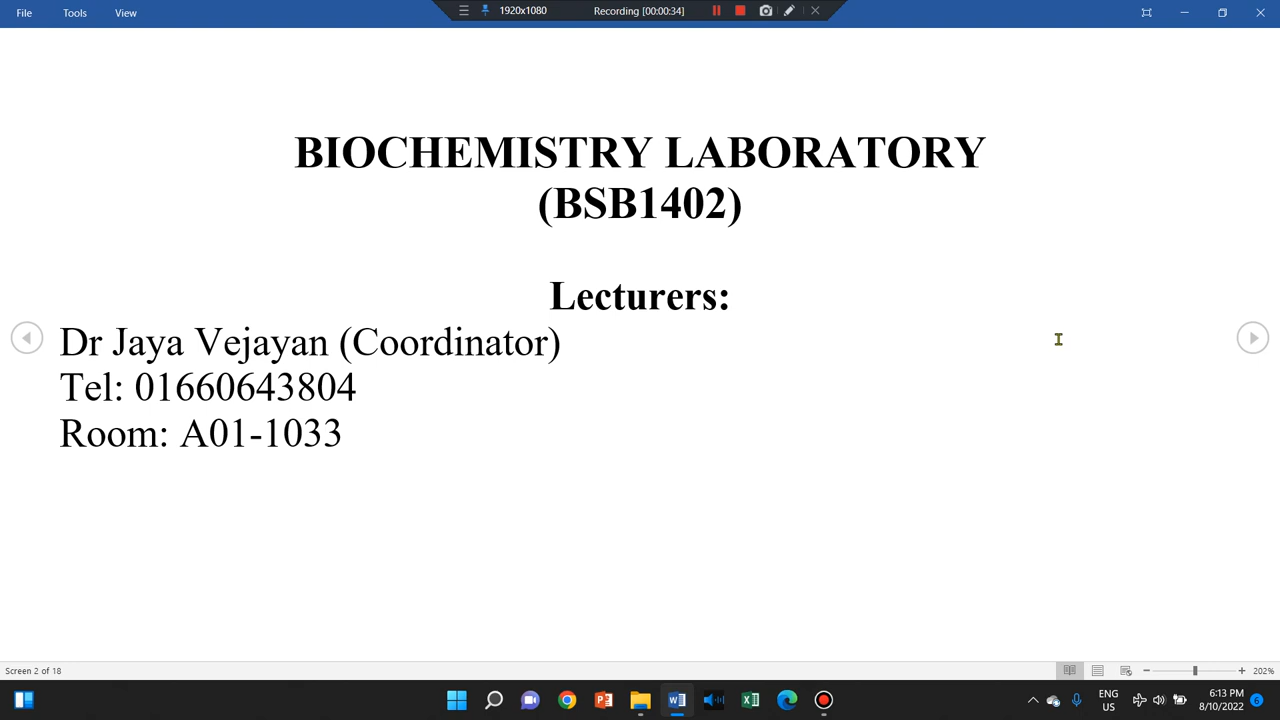 File Tools View
1920x1080 Recording [00:00:34]
BIOCHEMISTRY LABORATORY
(BSB1402)
Lecturers:
Dr Jaya Vejayan (Coordinator)
Tel: 01660643804
Room: A01-1033
Screen 2 of 18
202%
ENG
US
6:13 PM
8/10/2022
6